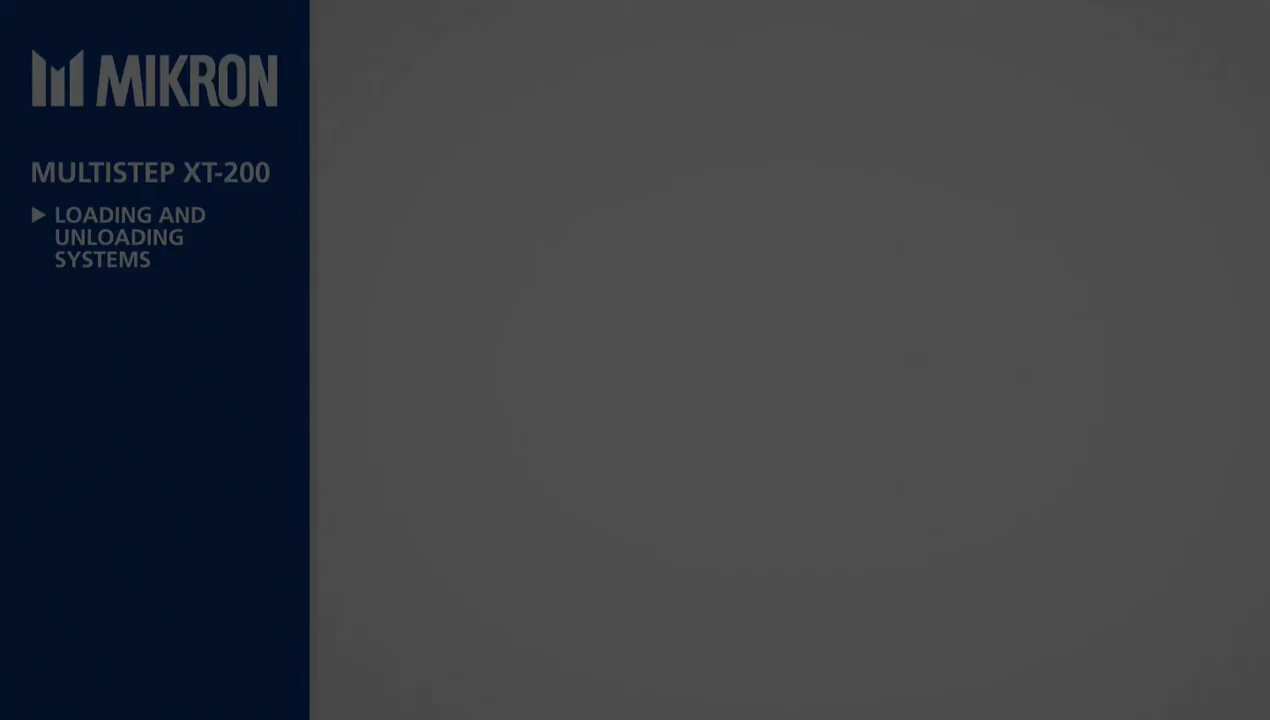 MIKRON
MULTISTEP XT-200
LOADING AND
UNLOADING
SYSTEMS